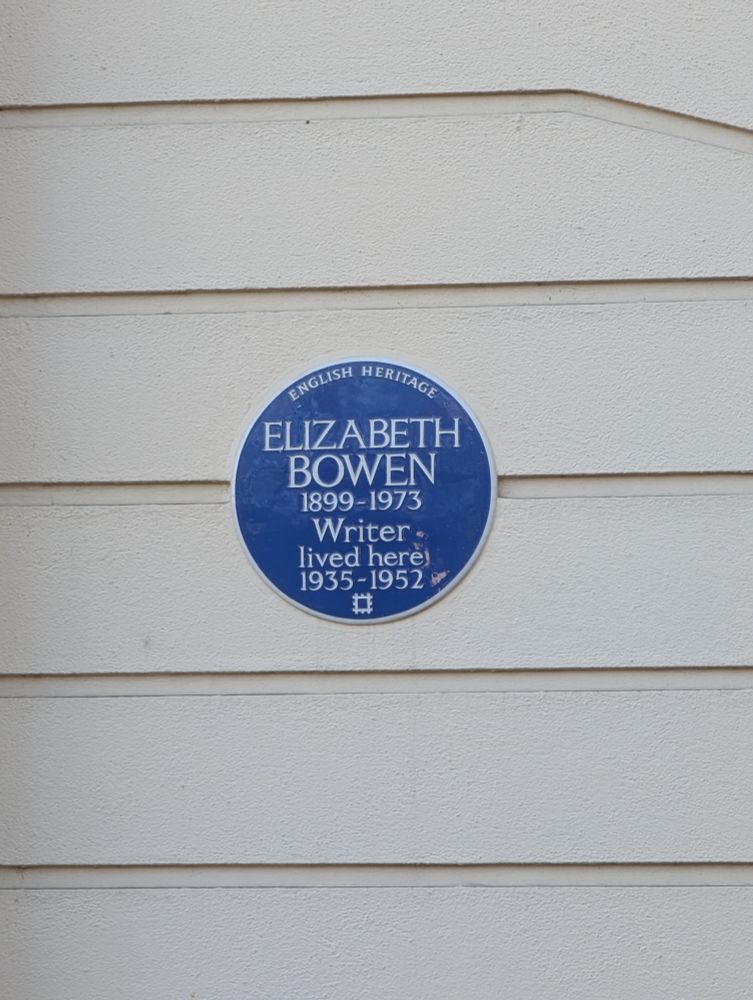 ENGLISH HERITAGE
ELIZABETH
BOWEN
1899-1973
Writer
lived here
1935-1952